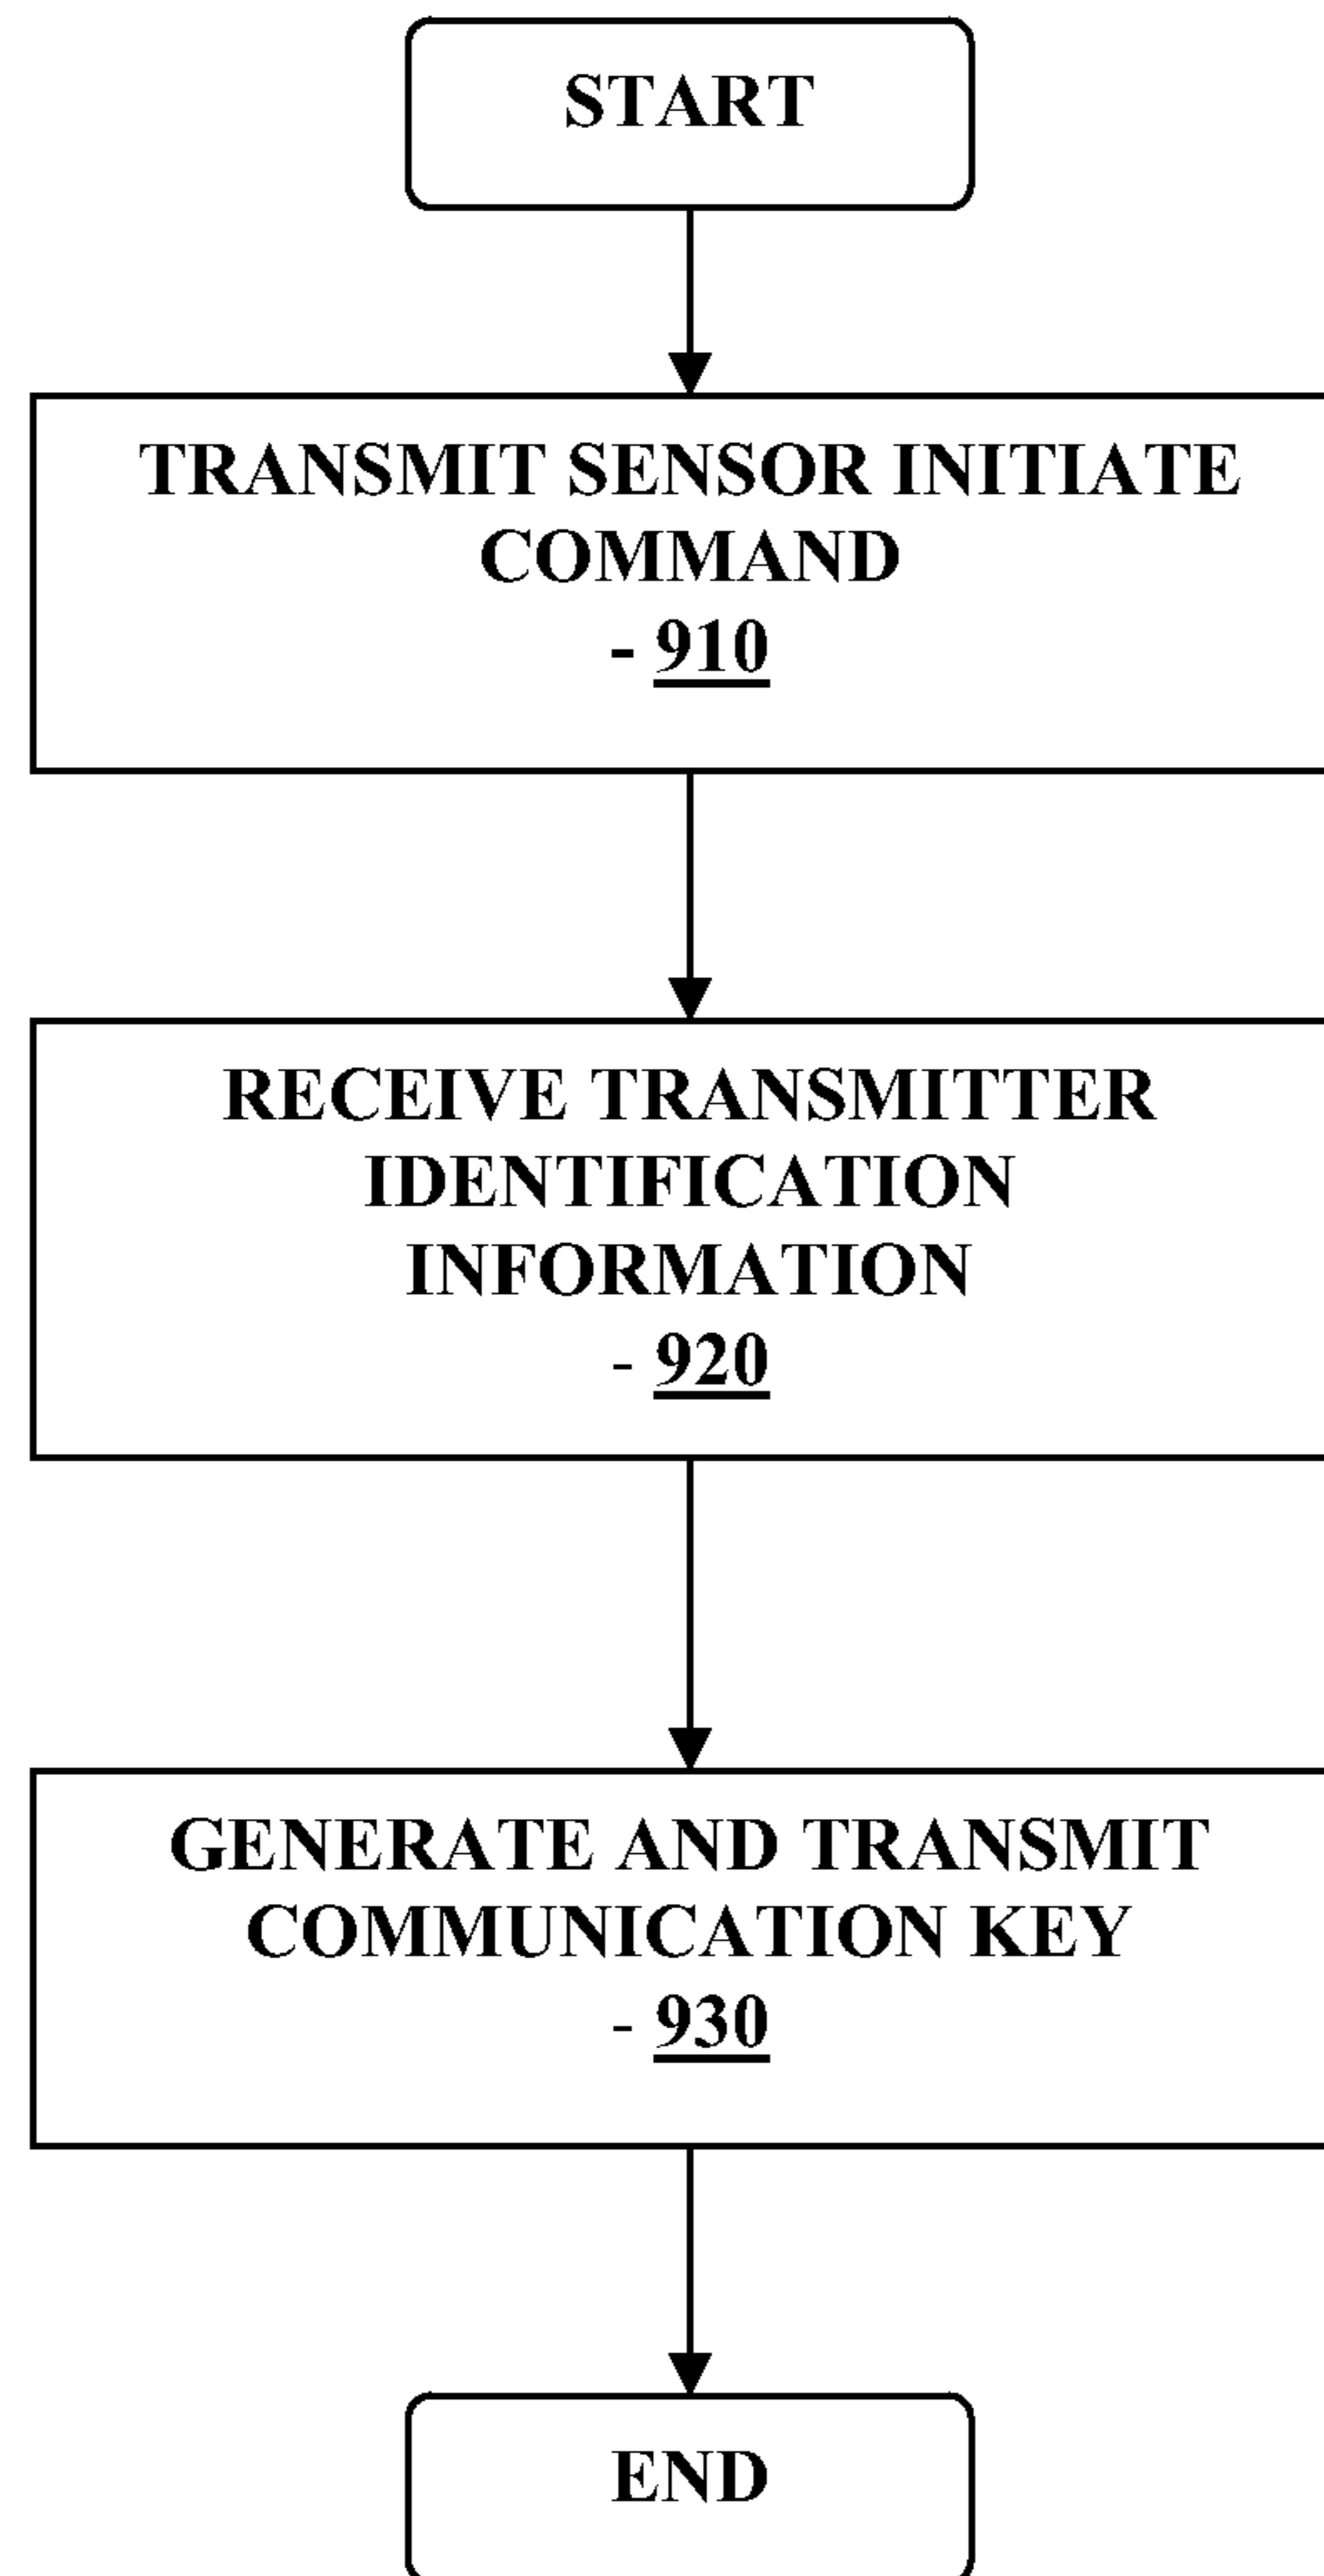 START
TRANSMIT SENSOR INITIATE
COMMAND
- 910
RECEIVE TRANSMITTER
IDENTIFICATION
INFORMATION
- 920
GENERATE AND TRANSMIT
COMMUNICATION KEY
- 930
END